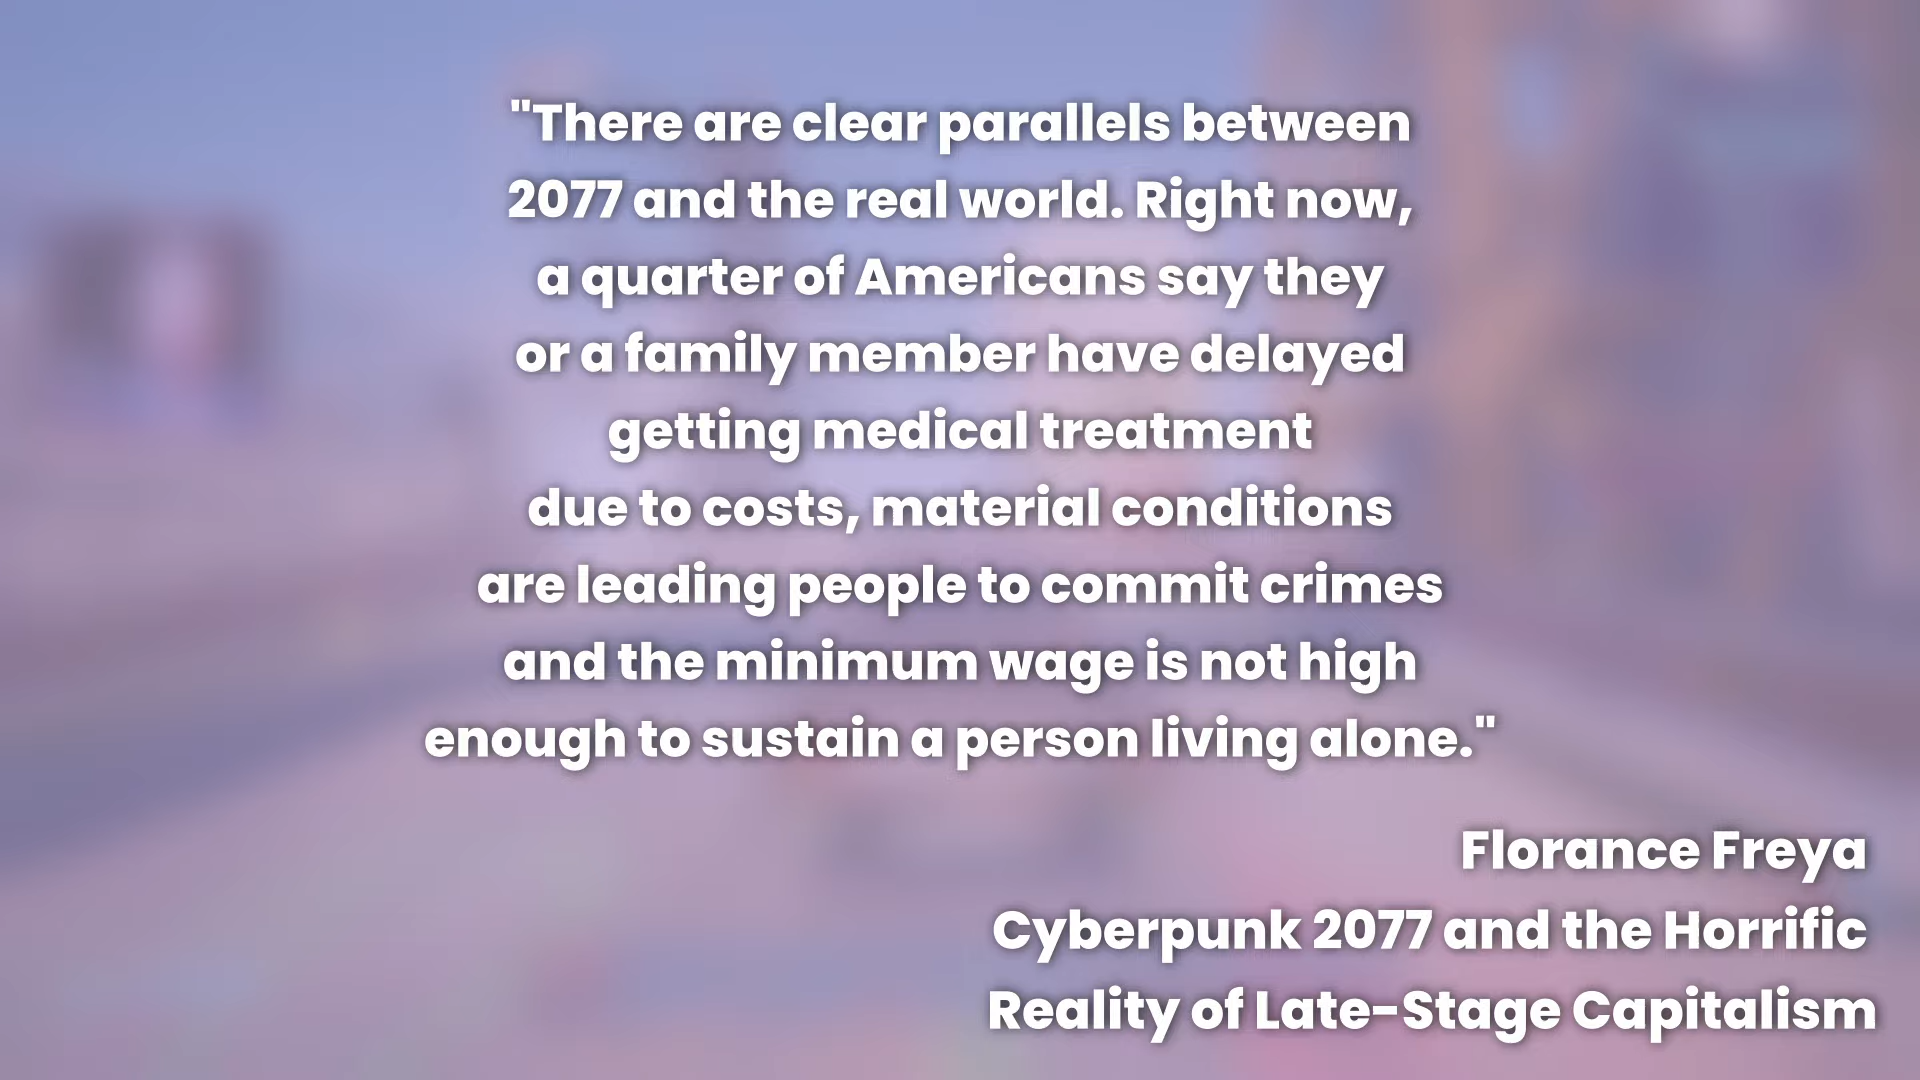 "There are clear parallels between
2077 and the real world. Right now,
a quarter of Americans say they
or a family member have delayed
getting medical treatment
due to costs, material conditions
are leading people to commit crimes
and the minimum wage is not high
enough to sustain a person living alone."
Florance Freya
Cyberpunk 2077 and the Horrific
Reality of Late-Stage Capitalism